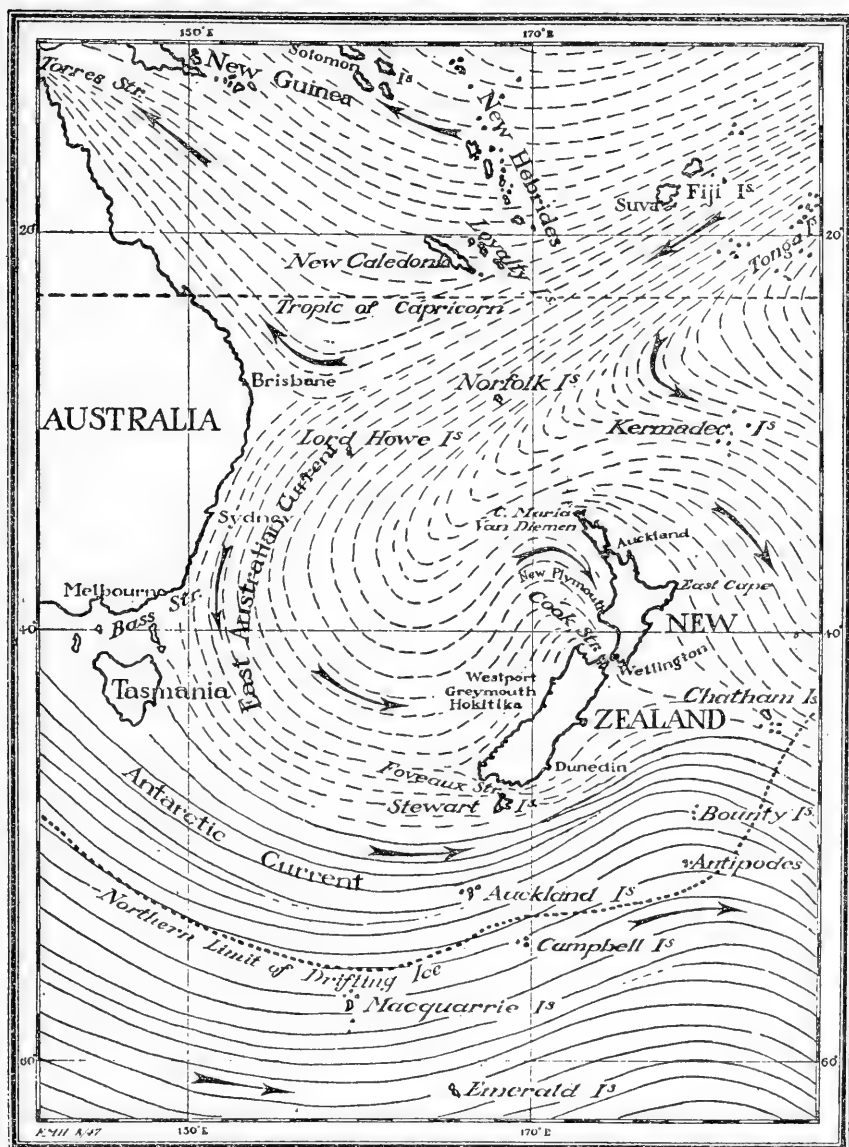 150°E
170°E
Torres Str.
New Guinea
Solomon Is
New Hebrides
Suva
Fiji Is
20°
20°
Tonga Is
Loyalty Is
New Caledonia
Tropic of Capricorn
Brisbane
Norfolk Is
AUSTRALIA
Lord Howe Is
Kermadec Is
Sydney
East Australian Current
C. Maria
Van Diemen
Auckland
Melbourne
New Plymouth
East Cape
Bass Str.
Cook Str.
NEW
40
40°
Wellington
Tasmania
Westport
Greymouth
Hokitika
Chatham Is
ZEALAND
Foveaux Str.
Dunedin
Stewart Is
Antarctic Current
Bounty Is
Antipodes
Auckland Is
Northern Limit of Drifting Ice
Campbell Is
Macquarrie Is
60°
60°
Emerald Is
150°E
170°E